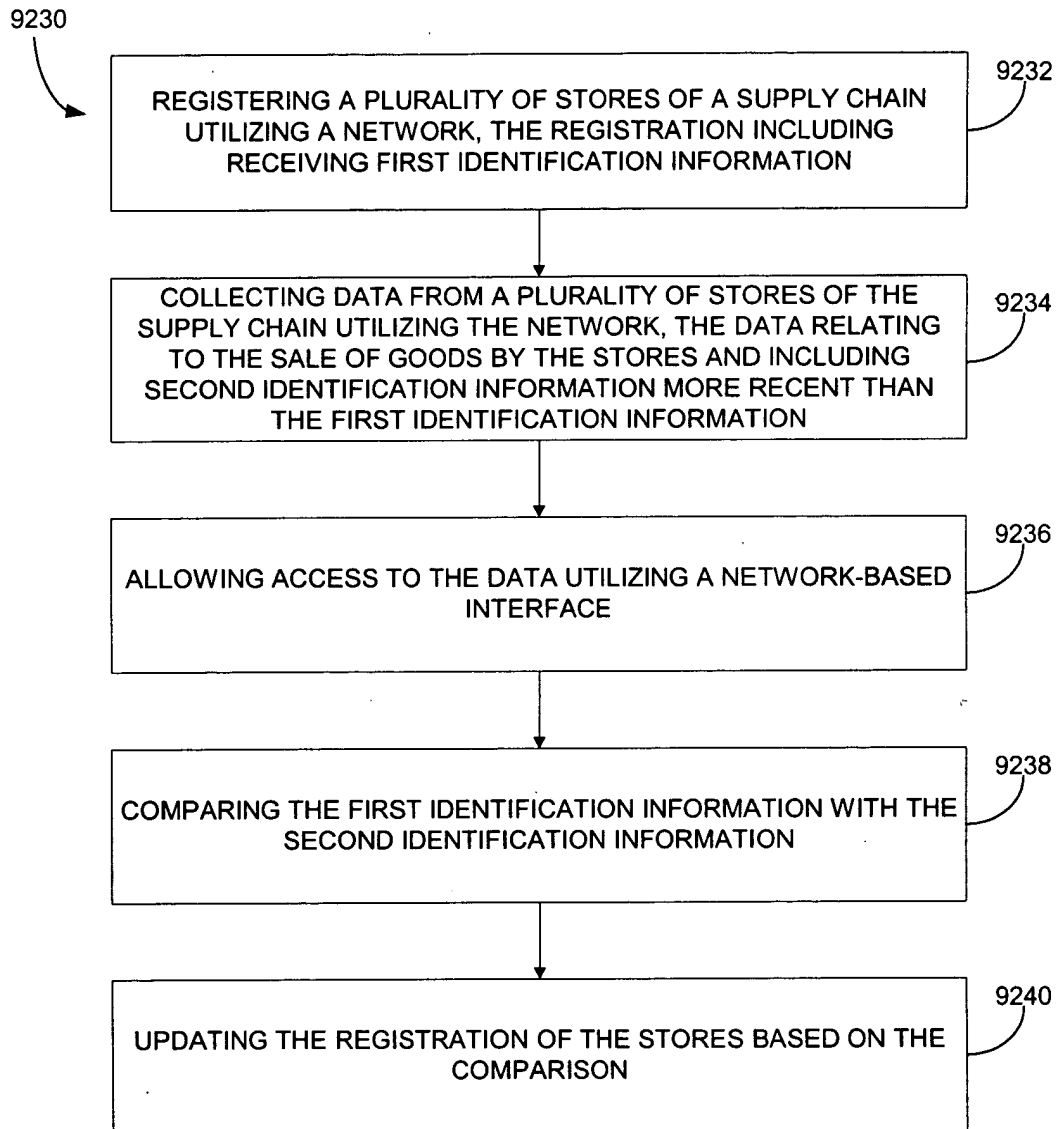 9230
9232
REGISTERING A PLURALITY OF STORES OF A SUPPLY CHAIN
UTILIZING A NETWORK, THE REGISTRATION INCLUDING
RECEIVING FIRST IDENTIFICATION INFORMATION
9234
COLLECTING DATA FROM A PLURALITY OF STORES OF THE
SUPPLY CHAIN UTILIZING THE NETWORK, THE DATA RELATING
TO THE SALE OF GOODS BY THE STORES AND INCLUDING
SECOND IDENTIFICATION INFORMATION MORE RECENT THAN
THE FIRST IDENTIFICATION INFORMATION
9236
ALLOWING ACCESS TO THE DATA UTILIZING A NETWORK-BASED
INTERFACE
9238
COMPARING THE FIRST IDENTIFICATION INFORMATION WITH THE
SECOND IDENTIFICATION INFORMATION
9240
UPDATING THE REGISTRATION OF THE STORES BASED ON THE
COMPARISON